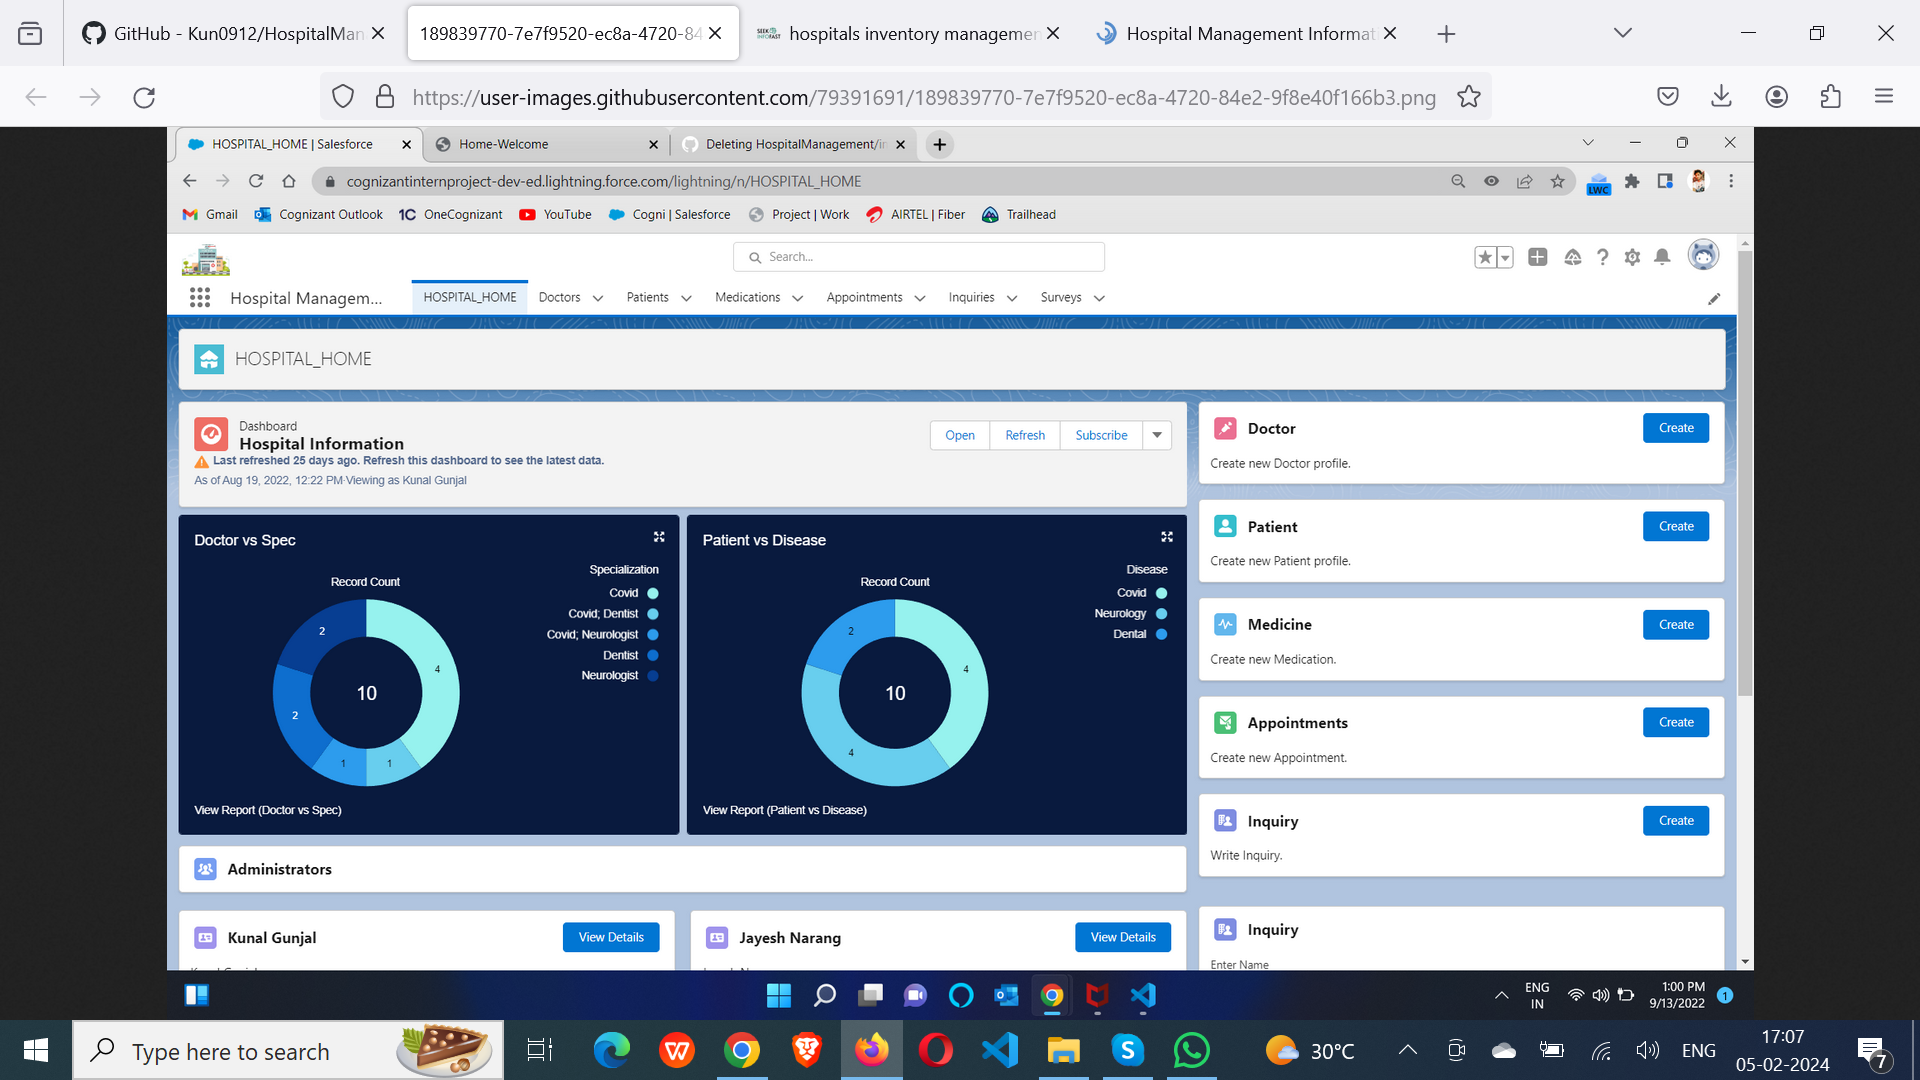 GitHub - Kun0912/HospitalMan
189839770-7e7f9520-ec8a-4720-84
hospitals inventory managemen
Hospital Management Informat
https://user-images.githubusercontent.com/79391691/189839770-7e7f9520-ec8a-4720-84e2-9f8e40f166b3.png
HOSPITAL_HOME | Salesforce
Home-Welcome
Deleting HospitalManagement/in
cognizantinternproject-dev-ed.lightning.force.com/lightning/n/HOSPITAL_HOME
LWC
Gmail
Cognizant Outlook
1C OneCognizant
YouTube
Cogni | Salesforce
Project | Work
AIRTEL | Fiber
Trailhead
Search...
Hospital Managem...
HOSPITAL_HOME
Doctors
Patients
Medications
Appointments
Inquiries
Surveys
HOSPITAL_HOME
Dashboard
Hospital Information
Last refreshed 25 days ago. Refresh this dashboard to see the latest data.
As of Aug 19, 2022, 12:22 PM·Viewing as Kunal Gunjal
Open
Refresh
Subscribe
Doctor vs Spec
Record Count
Specialization
Covid
Covid; Dentist
Covid; Neurologist
Dentist
Neurologist
2
4
10
2
1
1
View Report (Doctor vs Spec)
Patient vs Disease
Record Count
Disease
Covid
Neurology
Dental
2
4
10
4
View Report (Patient vs Disease)
Administrators
Kunal Gunjal
View Details
Jayesh Narang
View Details
Doctor
Create
Create new Doctor profile.
Patient
Create
Create new Patient profile.
Medicine
Create
Create new Medication.
Appointments
Create
Create new Appointment.
Inquiry
Create
Write Inquiry.
Inquiry
Enter Name
ENG
IN
1:00 PM
9/13/2022
1
Type here to search
30°C
ENG
17:07
05-02-2024
7